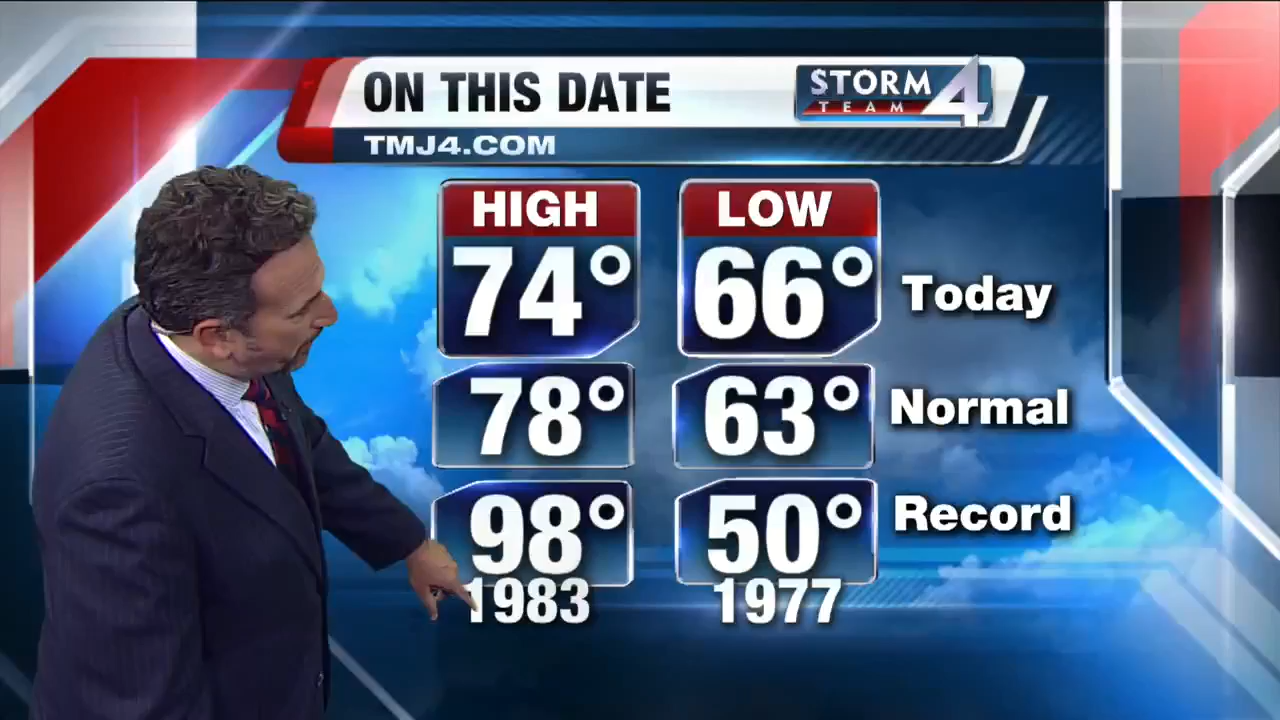 ON THIS DATE
STORM 4
TEAM
TMJ4.COM
HIGH LOW
74° 66° Today
78° 63° Normal
98° 50° Record
1983 1977